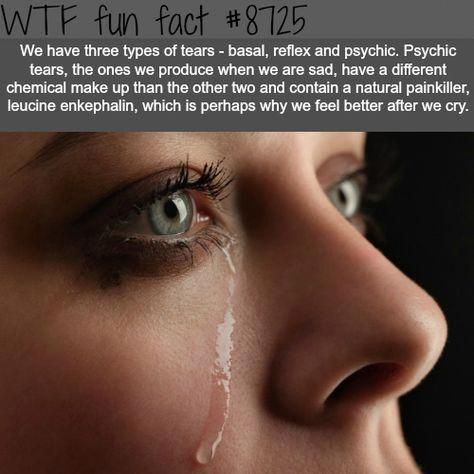 WTF fun fact #8725
We have three types of tears - basal, reflex and psychic. Psychic
tears, the ones we produce when we are sad, have a different
chemical make up than the other two and contain a natural painkiller,
leucine enkephalin, which is perhaps why we feel better after we cry.